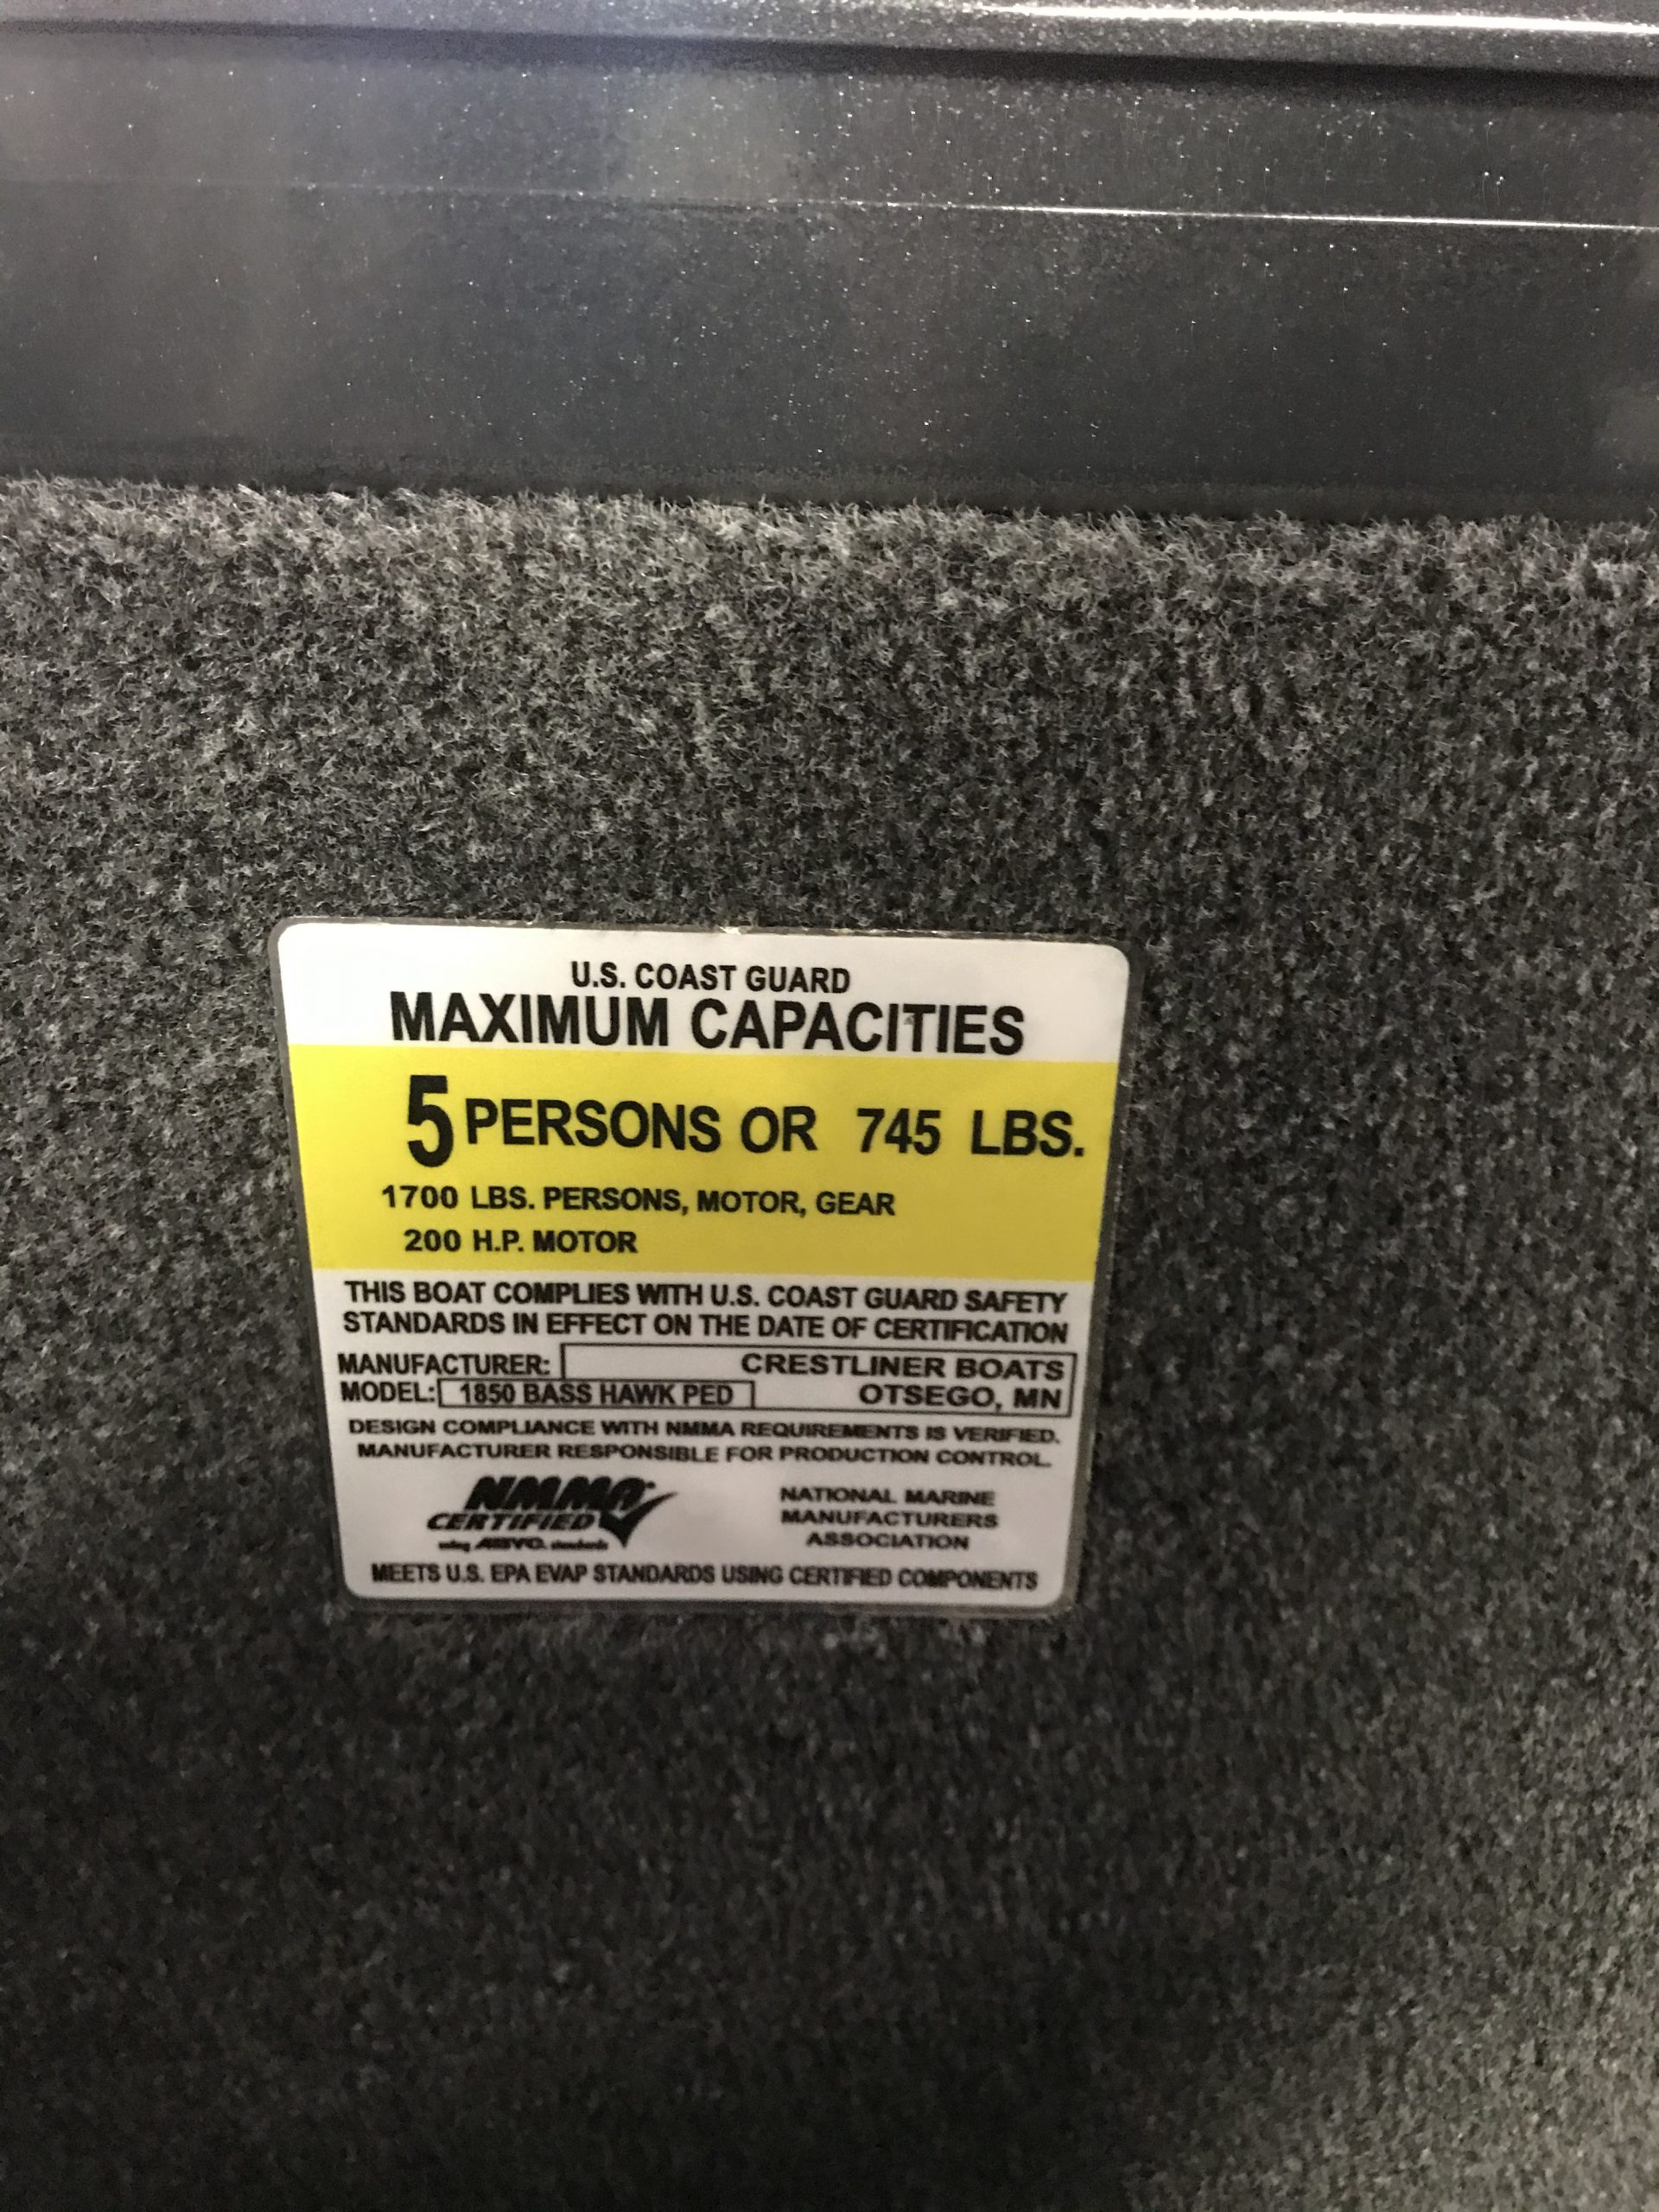 U.S. COAST GUARD
MAXIMUM CAPACITIES
5 PERSONS OR 745 LBS.
1700 LBS. PERSONS, MOTOR, GEAR
200 H.P. MOTOR
THIS BOAT COMPLIES WITH U.S. COAST GUARD SAFETY
STANDARDS IN EFFECT ON THE DATE OF CERTIFICATION
MANUFACTURER: CRESTLINER BOATS
MODEL: 1850 BASS HAWK PED OTSEGO, MN
DESIGN COMPLIANCE WITH NMMA REQUIREMENTS IS VERIFIED.
MANUFACTURER RESPONSIBLE FOR PRODUCTION CONTROL.
NMMA
CERTIFIED
using ABYC standards
NATIONAL MARINE
MANUFACTURERS
ASSOCIATION
MEETS U.S. EPA EVAP STANDARDS USING CERTIFIED COMPONENTS